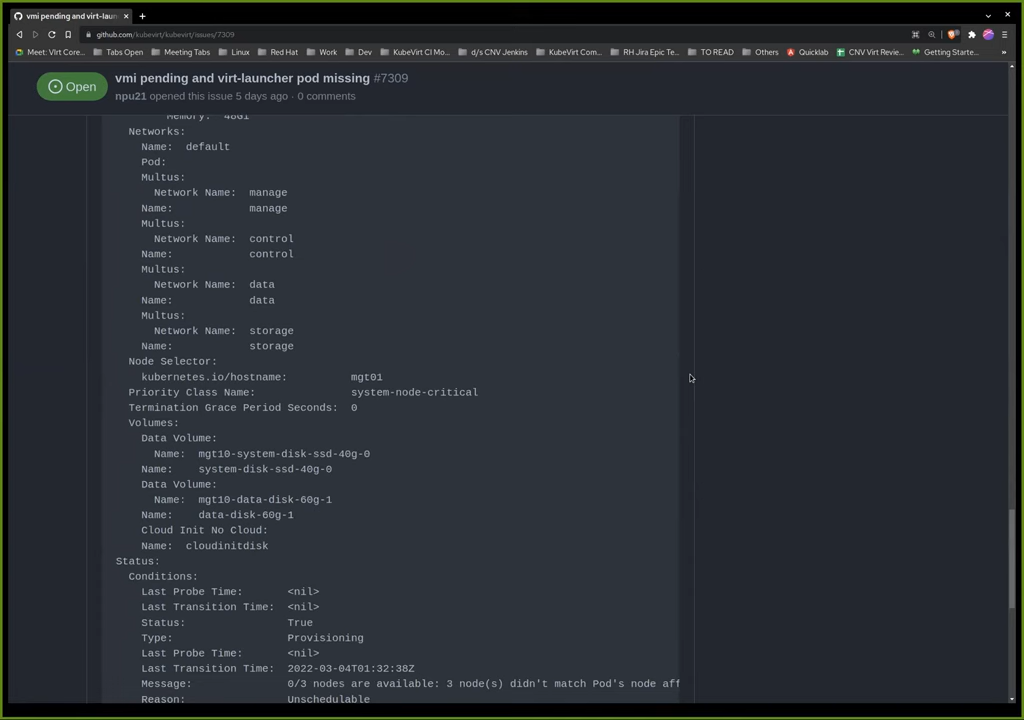 vmi pending and virt-laun
github.com/kubevirt/kubevirt/issues/7309
Meet: VIrt Core... Tabs Open Meeting Tabs Linux Red Hat Work Dev KubeVirt CI Mo... d/s CNV Jenkins KubeVirt Com... RH Jira Epic Te... TO READ Others Quicklab CNV Virt Revie... Getting Starte...
Open
vmi pending and virt-launcher pod missing #7309
npu21 opened this issue 5 days ago · 0 comments
Memory: 48Gi
Networks:
Name: default
Pod:
Multus:
Network Name: manage
Name: manage
Multus:
Network Name: control
Name: control
Multus:
Network Name: data
Name: data
Multus:
Network Name: storage
Name: storage
Node Selector:
kubernetes.io/hostname: mgt01
Priority Class Name: system-node-critical
Termination Grace Period Seconds: 0
Volumes:
Data Volume:
Name: mgt10-system-disk-ssd-40g-0
Name: system-disk-ssd-40g-0
Data Volume:
Name: mgt10-data-disk-60g-1
Name: data-disk-60g-1
Cloud Init No Cloud:
Name: cloudinitdisk
Status:
Conditions:
Last Probe Time: <nil>
Last Transition Time: <nil>
Status: True
Type: Provisioning
Last Probe Time: <nil>
Last Transition Time: 2022-03-04T01:32:38Z
Message: 0/3 nodes are available: 3 node(s) didn't match Pod's node aff
Reason: Unschedulable